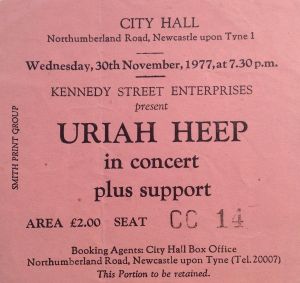 CITY HALL
Northumberland Road, Newcastle upon Tyne 1
Wednesday, 30th November, 1977, at 7.30 p.m.
KENNEDY STREET ENTERPRISES
present
URIAH HEEP
in concert
plus support
AREA £2.00 SEAT CC 14
Booking Agents: City Hall Box Office
Northumberland Road, Newcastle upon Tyne (Tel. 20007)
This Portion to be retained.
SMITH PRINT GROUP